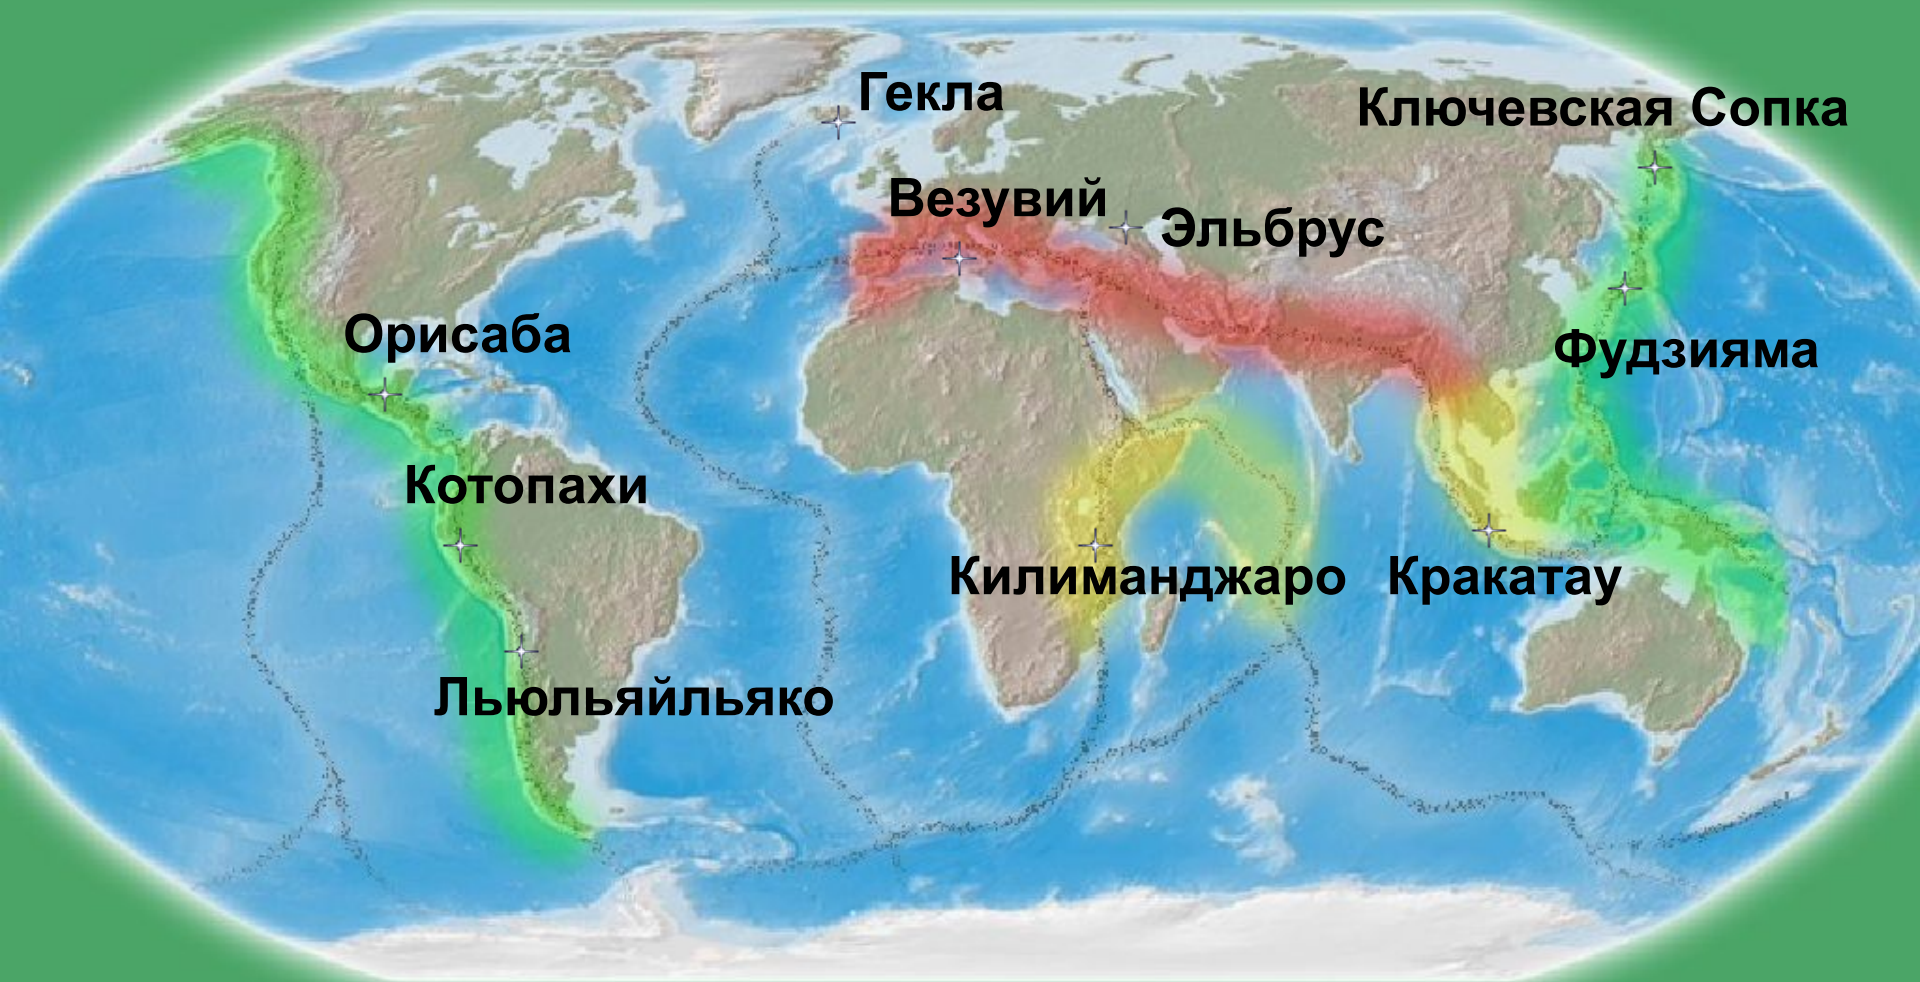 Гекла
Ключевская Сопка
Везувий
Эльбрус
Орисаба
Фудзияма
Котопахи
Килиманджаро
Кракатау
Льюльяйльяко